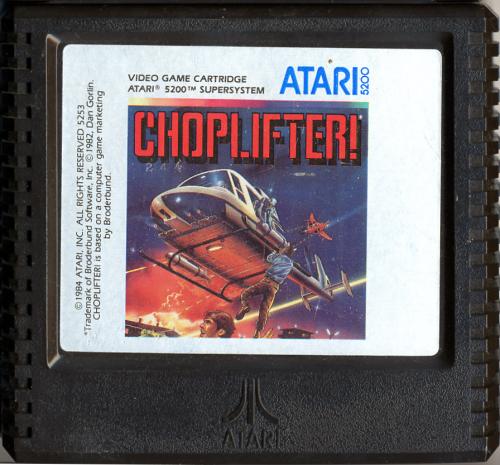 VIDEO GAME CARTRIDGE
ATARI® 5200™ SUPERSYSTEM
ATARI
5200
CHOPLIFTER!
© 1984 ATARI, INC. ALL RIGHTS RESERVED 5253
*Trademark of Broderbund Software, Inc. © 1982, Dan Gorlin.
CHOPLIFTER! is based on a computer game marketing
by Broderbund.
ATARI